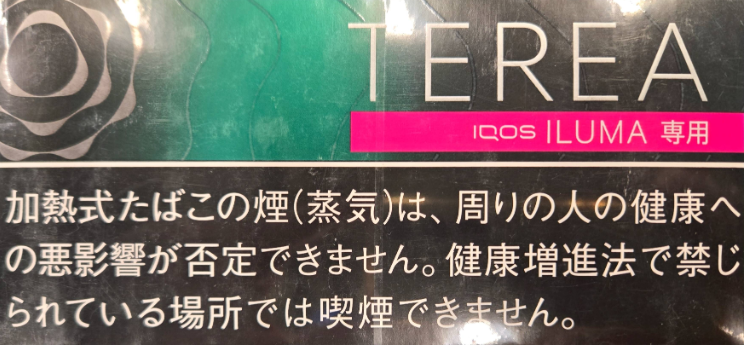 TEREA
IQOS ILUMA 専用
加熱式たばこの煙(蒸気)は、周りの人の健康へ
の悪影響が否定できません。健康増進法で禁じ
られている場所では喫煙できません。